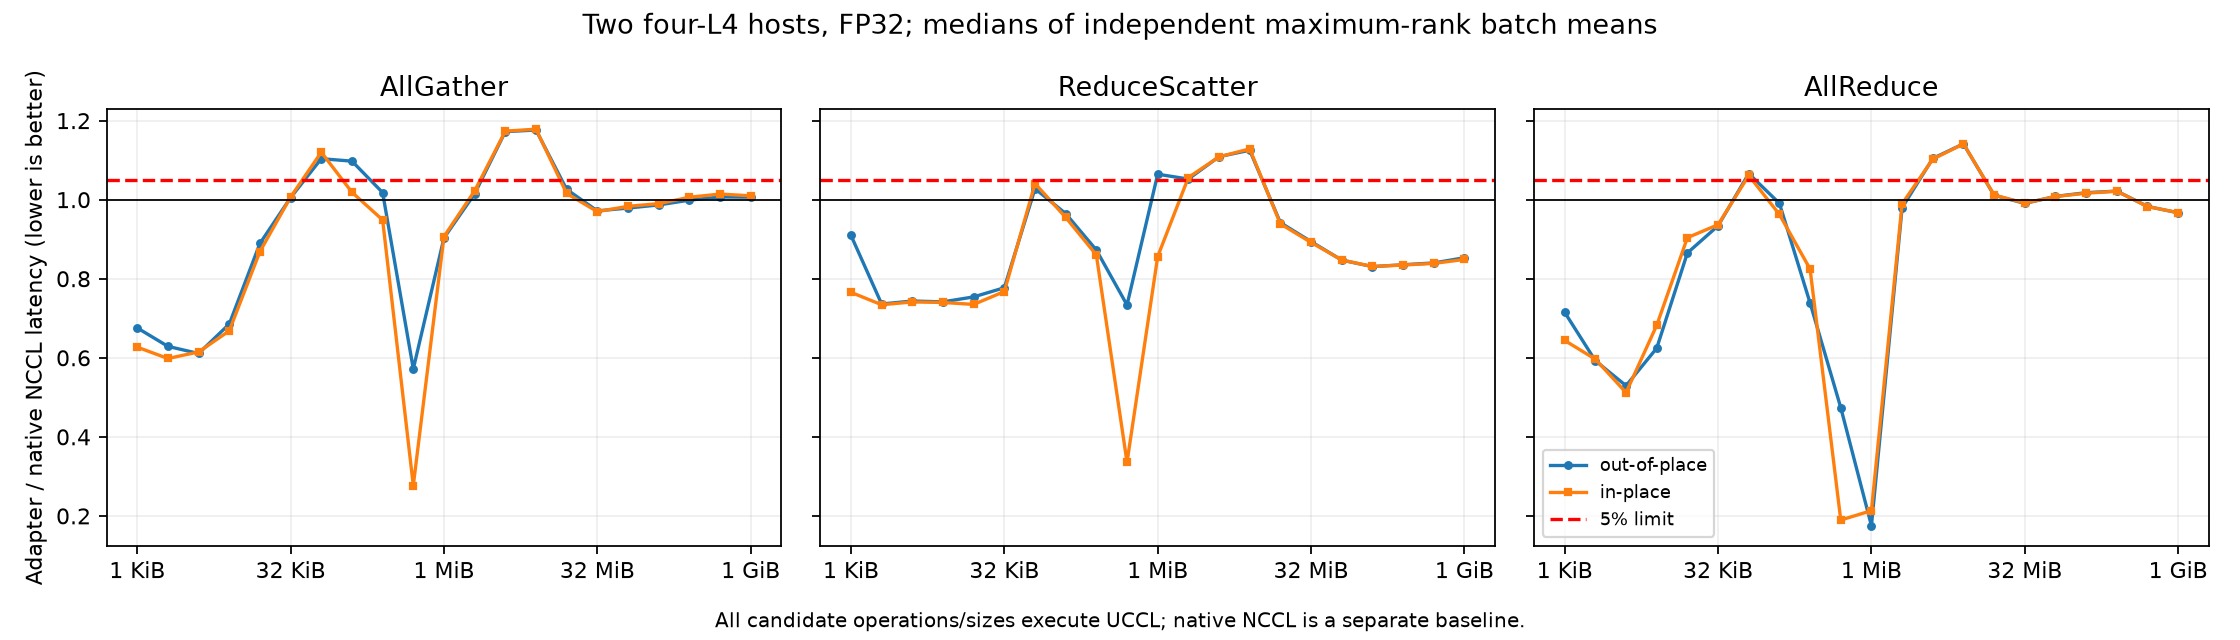 Two four-L4 hosts, FP32; medians of independent maximum-rank batch means
Adapter / native NCCL latency (lower is better)
AllGather
1.2
1.0
0.8
0.6
0.4
0.2
1 KiB
32 KiB
1 MiB
32 MiB
1 GiB
ReduceScatter
1 KiB
32 KiB
1 MiB
32 MiB
1 GiB
AllReduce
out-of-place
in-place
5% limit
1 KiB
32 KiB
1 MiB
32 MiB
1 GiB
All candidate operations/sizes execute UCCL; native NCCL is a separate baseline.